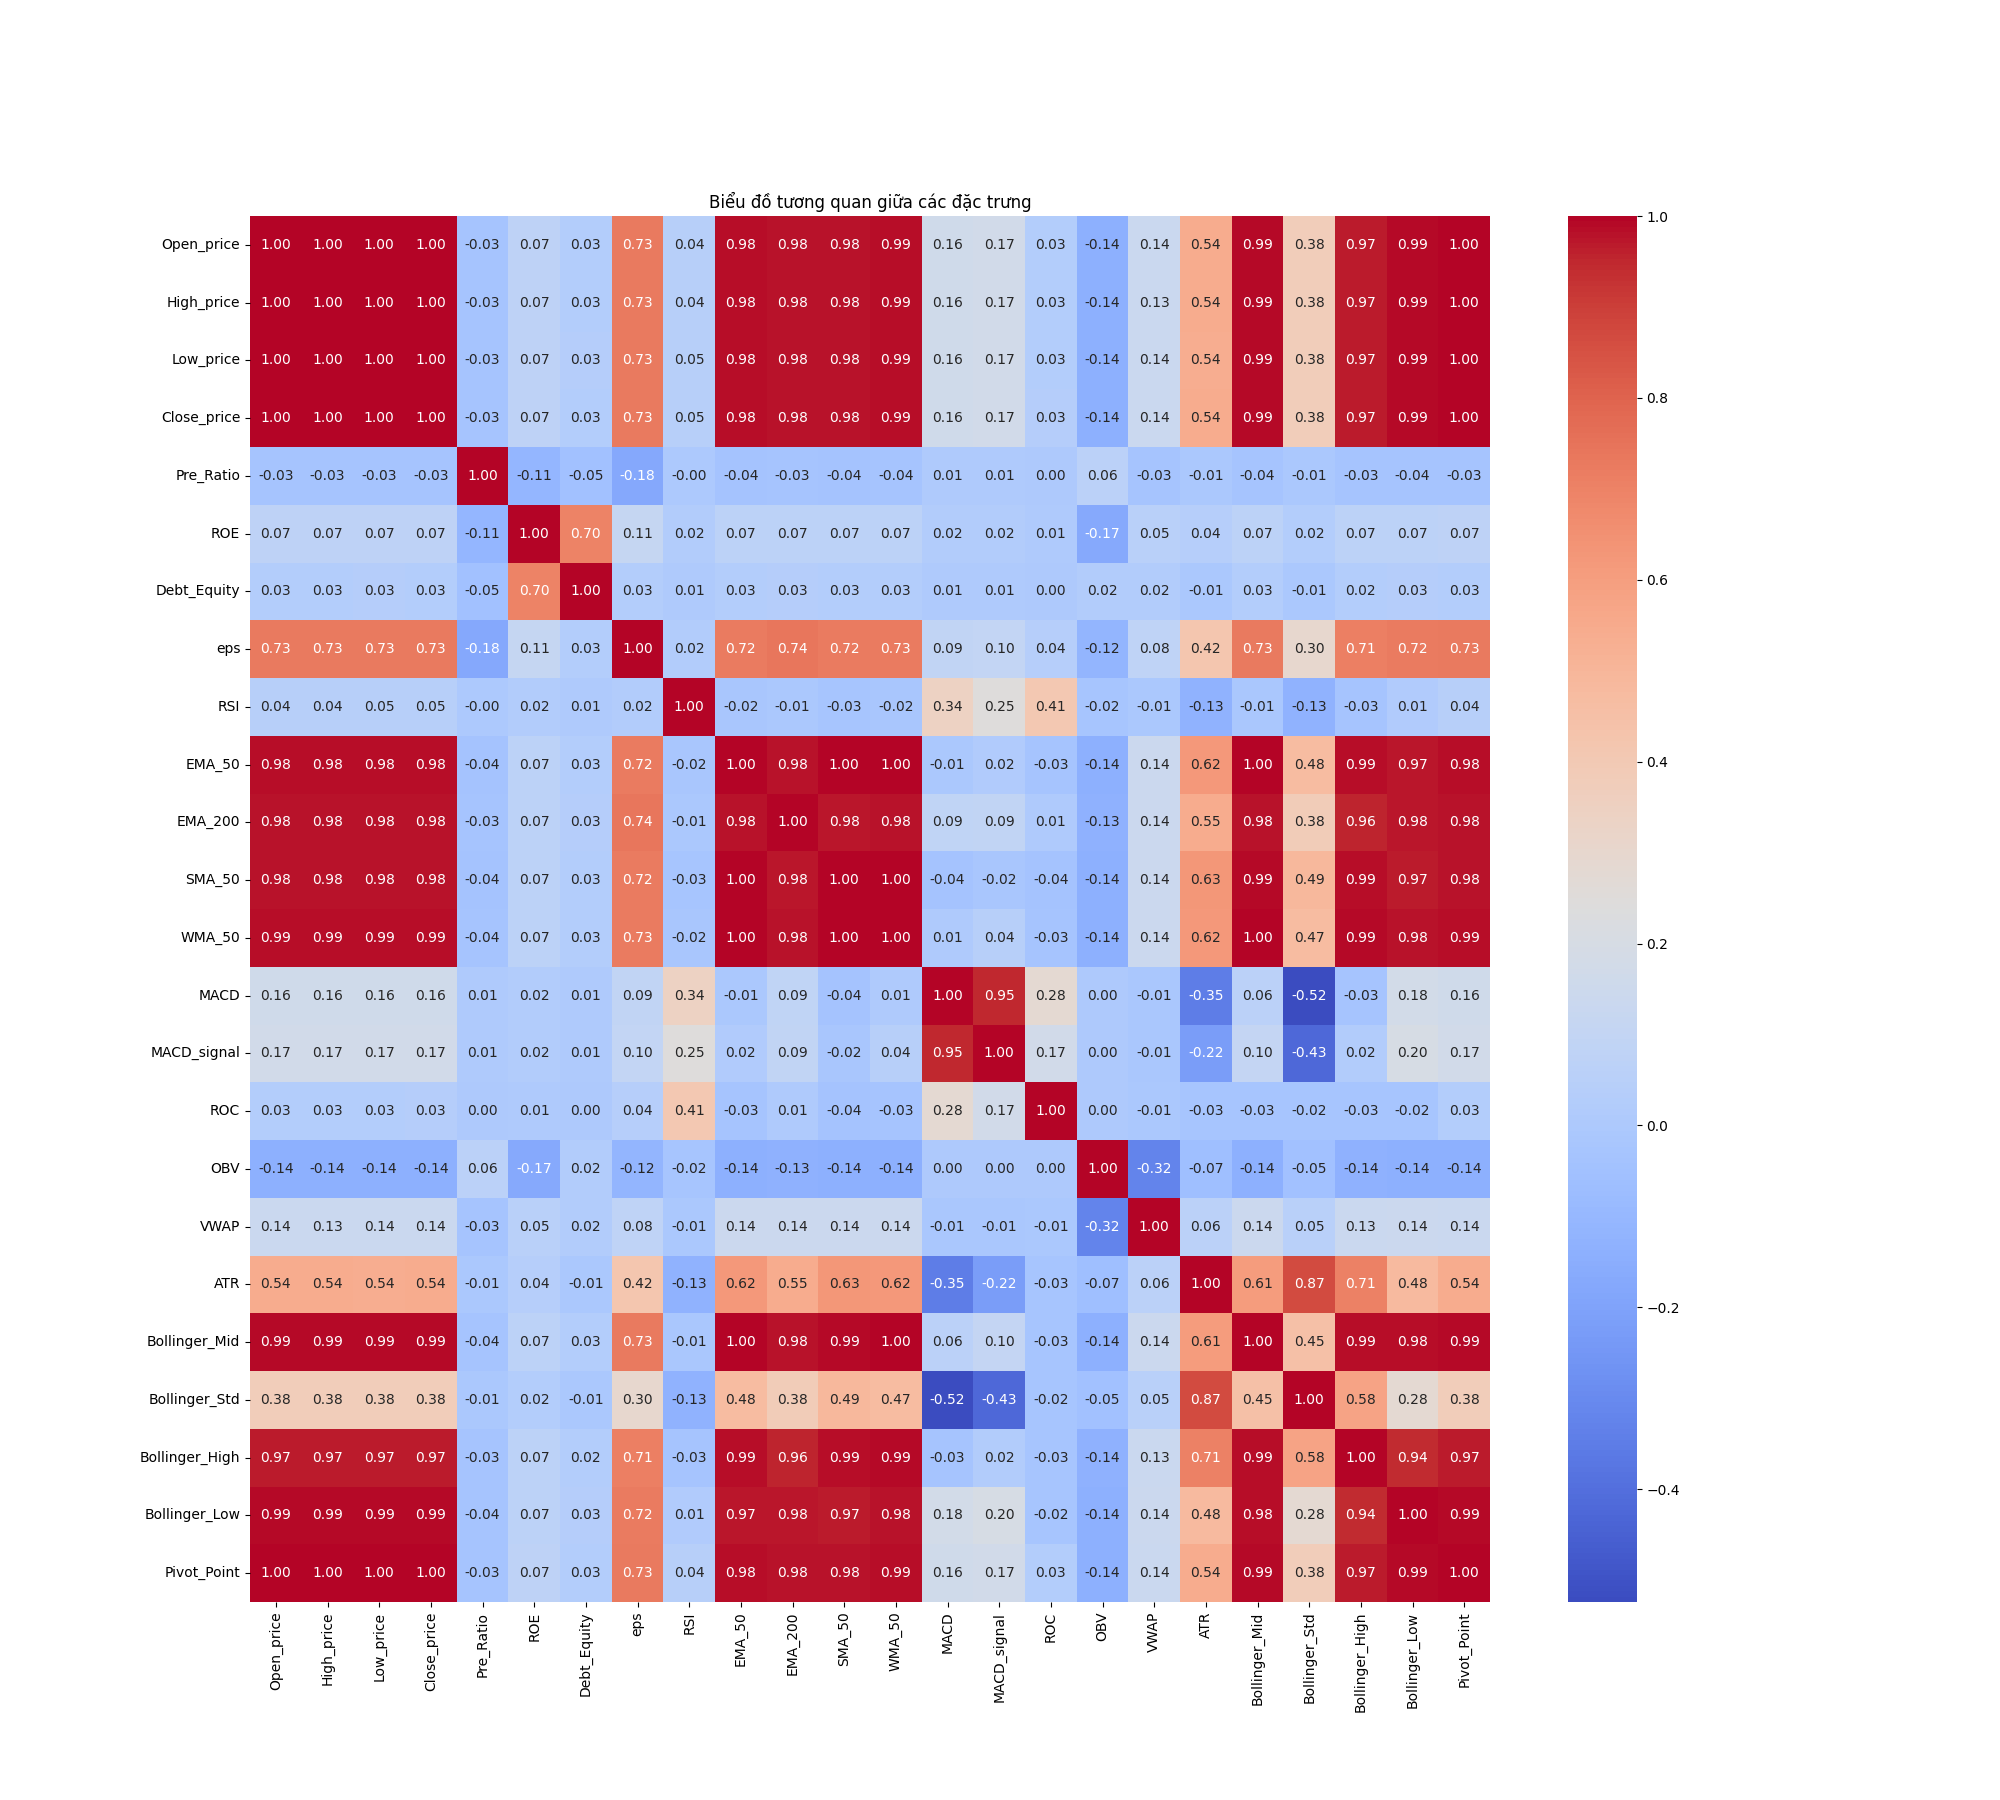 Biểu đồ tương quan giữa các đặc trưng
Open_price 1.00 1.00 1.00 1.00 -0.03 0.07 0.03 0.73 0.04 0.98 0.98 0.98 0.99 0.16 0.17 0.03 -0.14 0.14 0.54 0.99 0.38 0.97 0.99 1.00
High_price 1.00 1.00 1.00 1.00 -0.03 0.07 0.03 0.73 0.04 0.98 0.98 0.98 0.99 0.16 0.17 0.03 -0.14 0.13 0.54 0.99 0.38 0.97 0.99 1.00
Low_price 1.00 1.00 1.00 1.00 -0.03 0.07 0.03 0.73 0.05 0.98 0.98 0.98 0.99 0.16 0.17 0.03 -0.14 0.14 0.54 0.99 0.38 0.97 0.99 1.00
Close_price 1.00 1.00 1.00 1.00 -0.03 0.07 0.03 0.73 0.05 0.98 0.98 0.98 0.99 0.16 0.17 0.03 -0.14 0.14 0.54 0.99 0.38 0.97 0.99 1.00
Pre_Ratio -0.03 -0.03 -0.03 -0.03 1.00 -0.11 -0.05 -0.18 -0.00 -0.04 -0.03 -0.04 -0.04 0.01 0.01 0.00 0.06 -0.03 -0.01 -0.04 -0.01 -0.03 -0.04 -0.03
ROE 0.07 0.07 0.07 0.07 -0.11 1.00 0.70 0.11 0.02 0.07 0.07 0.07 0.07 0.02 0.02 0.01 -0.17 0.05 0.04 0.07 0.02 0.07 0.07 0.07
Debt_Equity 0.03 0.03 0.03 0.03 -0.05 0.70 1.00 0.03 0.01 0.03 0.03 0.03 0.03 0.01 0.01 0.00 0.02 0.02 -0.01 0.03 -0.01 0.02 0.03 0.03
eps 0.73 0.73 0.73 0.73 -0.18 0.11 0.03 1.00 0.02 0.72 0.74 0.72 0.73 0.09 0.10 0.04 -0.12 0.08 0.42 0.73 0.30 0.71 0.72 0.73
RSI 0.04 0.04 0.05 0.05 -0.00 0.02 0.01 0.02 1.00 -0.02 -0.01 -0.03 -0.02 0.34 0.25 0.41 -0.02 -0.01 -0.13 -0.01 -0.13 -0.03 0.01 0.04
EMA_50 0.98 0.98 0.98 0.98 -0.04 0.07 0.03 0.72 -0.02 1.00 0.98 1.00 1.00 -0.01 0.02 -0.03 -0.14 0.14 0.62 1.00 0.48 0.99 0.97 0.98
EMA_200 0.98 0.98 0.98 0.98 -0.03 0.07 0.03 0.74 -0.01 0.98 1.00 0.98 0.98 0.09 0.09 0.01 -0.13 0.14 0.55 0.98 0.38 0.96 0.98 0.98
SMA_50 0.98 0.98 0.98 0.98 -0.04 0.07 0.03 0.72 -0.03 1.00 0.98 1.00 1.00 -0.04 -0.02 -0.04 -0.14 0.14 0.63 0.99 0.49 0.99 0.97 0.98
WMA_50 0.99 0.99 0.99 0.99 -0.04 0.07 0.03 0.73 -0.02 1.00 0.98 1.00 1.00 0.01 0.04 -0.03 -0.14 0.14 0.62 1.00 0.47 0.99 0.98 0.99
MACD 0.16 0.16 0.16 0.16 0.01 0.02 0.01 0.09 0.34 -0.01 0.09 -0.04 0.01 1.00 0.95 0.28 0.00 -0.01 -0.35 0.06 -0.52 -0.03 0.18 0.16
MACD_signal 0.17 0.17 0.17 0.17 0.01 0.02 0.01 0.10 0.25 0.02 0.09 -0.02 0.04 0.95 1.00 0.17 0.00 -0.01 -0.22 0.10 -0.43 0.02 0.20 0.17
ROC 0.03 0.03 0.03 0.03 0.00 0.01 0.00 0.04 0.41 -0.03 0.01 -0.04 -0.03 0.28 0.17 1.00 0.00 -0.01 -0.03 -0.03 -0.02 -0.03 -0.02 0.03
OBV -0.14 -0.14 -0.14 -0.14 0.06 -0.17 0.02 -0.12 -0.02 -0.14 -0.13 -0.14 -0.14 0.00 0.00 0.00 1.00 -0.32 -0.07 -0.14 -0.05 -0.14 -0.14 -0.14
VWAP 0.14 0.13 0.14 0.14 -0.03 0.05 0.02 0.08 -0.01 0.14 0.14 0.14 0.14 -0.01 -0.01 -0.01 -0.32 1.00 0.06 0.14 0.05 0.13 0.14 0.14
ATR 0.54 0.54 0.54 0.54 -0.01 0.04 -0.01 0.42 -0.13 0.62 0.55 0.63 0.62 -0.35 -0.22 -0.03 -0.07 0.06 1.00 0.61 0.87 0.71 0.48 0.54
Bollinger_Mid 0.99 0.99 0.99 0.99 -0.04 0.07 0.03 0.73 -0.01 1.00 0.98 0.99 1.00 0.06 0.10 -0.03 -0.14 0.14 0.61 1.00 0.45 0.99 0.98 0.99
Bollinger_Std 0.38 0.38 0.38 0.38 -0.01 0.02 -0.01 0.30 -0.13 0.48 0.38 0.49 0.47 -0.52 -0.43 -0.02 -0.05 0.05 0.87 0.45 1.00 0.58 0.28 0.38
Bollinger_High 0.97 0.97 0.97 0.97 -0.03 0.07 0.02 0.71 -0.03 0.99 0.96 0.99 0.99 -0.03 0.02 -0.03 -0.14 0.13 0.71 0.99 0.58 1.00 0.94 0.97
Bollinger_Low 0.99 0.99 0.99 0.99 -0.04 0.07 0.03 0.72 0.01 0.97 0.98 0.97 0.98 0.18 0.20 -0.02 -0.14 0.14 0.48 0.98 0.28 0.94 1.00 0.99
Pivot_Point 1.00 1.00 1.00 1.00 -0.03 0.07 0.03 0.73 0.04 0.98 0.98 0.98 0.99 0.16 0.17 0.03 -0.14 0.14 0.54 0.99 0.38 0.97 0.99 1.00
Open_price
High_price
Low_price
Close_price
Pre_Ratio
ROE
Debt_Equity
eps
RSI
EMA_50
EMA_200
SMA_50
WMA_50
MACD
MACD_signal
ROC
OBV
VWAP
ATR
Bollinger_Mid
Bollinger_Std
Bollinger_High
Bollinger_Low
Pivot_Point
1.0
0.8
0.6
0.4
0.2
0.0
−0.2
−0.4